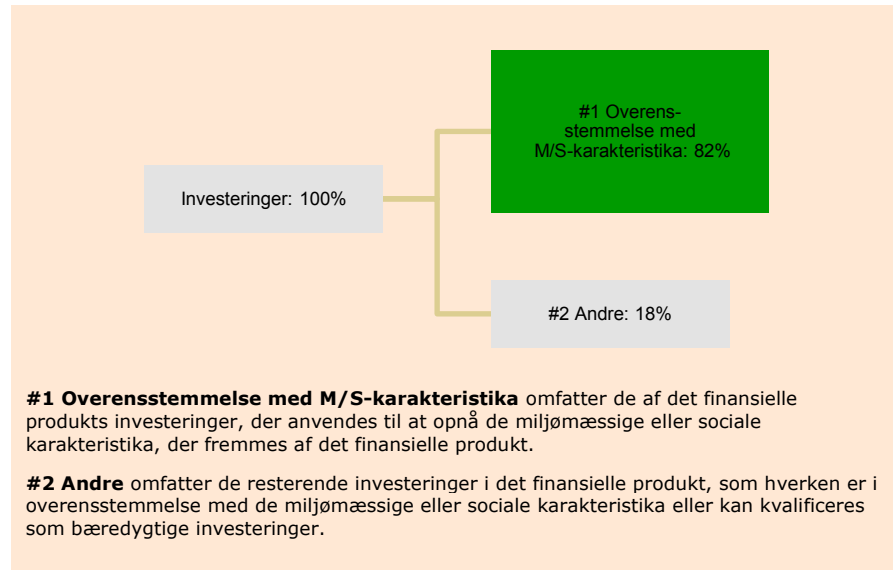 #1 Overens-
stemmelse med
M/S-karakteristika: 82%
Investeringer: 100%
#2 Andre: 18%
#1 Overensstemmelse med M/S-karakteristika omfatter de af det finansielle
produkts investeringer, der anvendes til at opnå de miljømæssige eller sociale
karakteristika, der fremmes af det finansielle produkt.
#2 Andre omfatter de resterende investeringer i det finansielle produkt, som hverken er i
overensstemmelse med de miljømæssige eller sociale karakteristika eller kan kvalificeres
som bæredygtige investeringer.